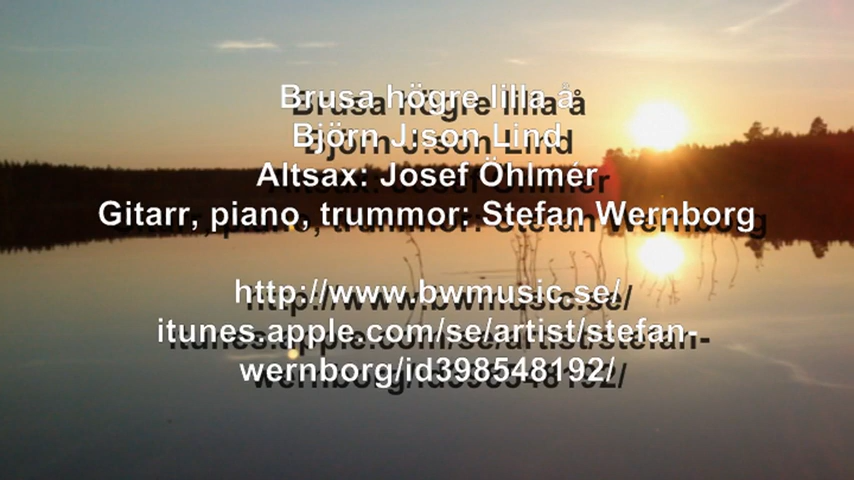 Brusa högre lilla å
Björn J:son Lind
Altsax: Josef Öhlmér
Gitarr, piano, trummor: Stefan Wernborg
http://www.bwmusic.se/
itunes.apple.com/se/artist/stefan-
wernborg/id398548192/